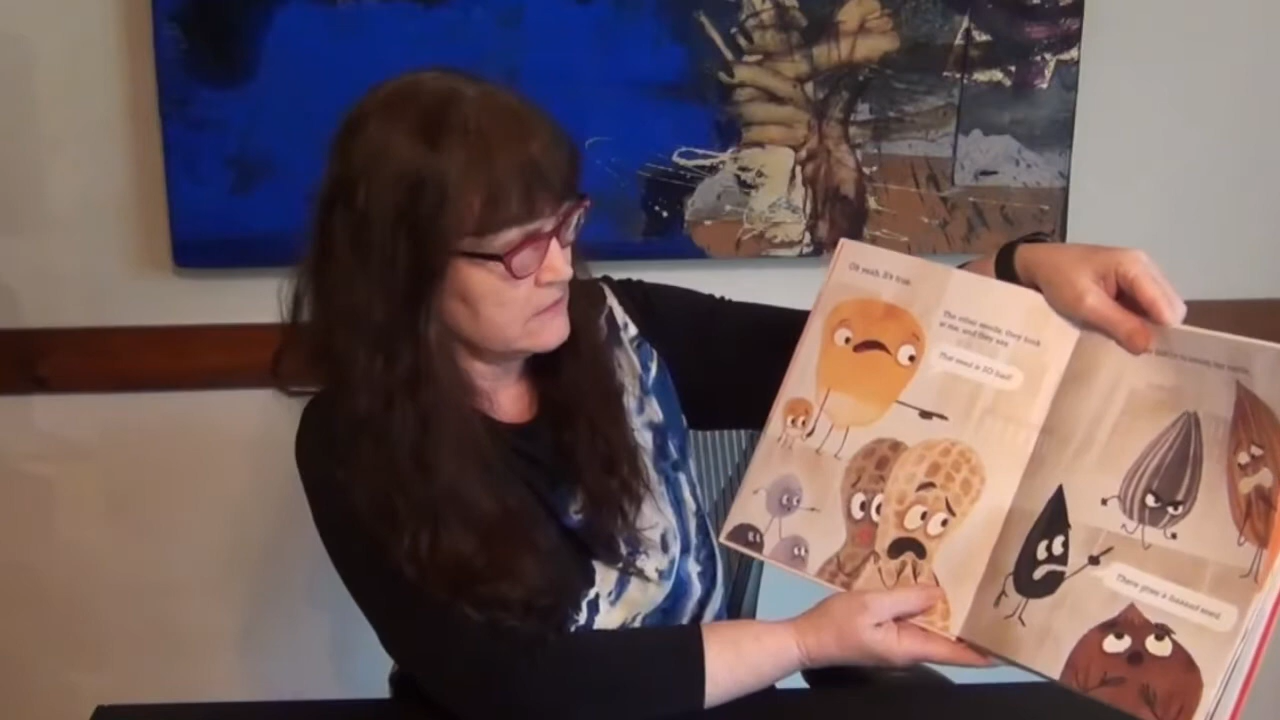 Oh yeah. It's true.
The other seeds, they look
at me, and they say
That seed is SO bad!
There goes a baaaad seed.